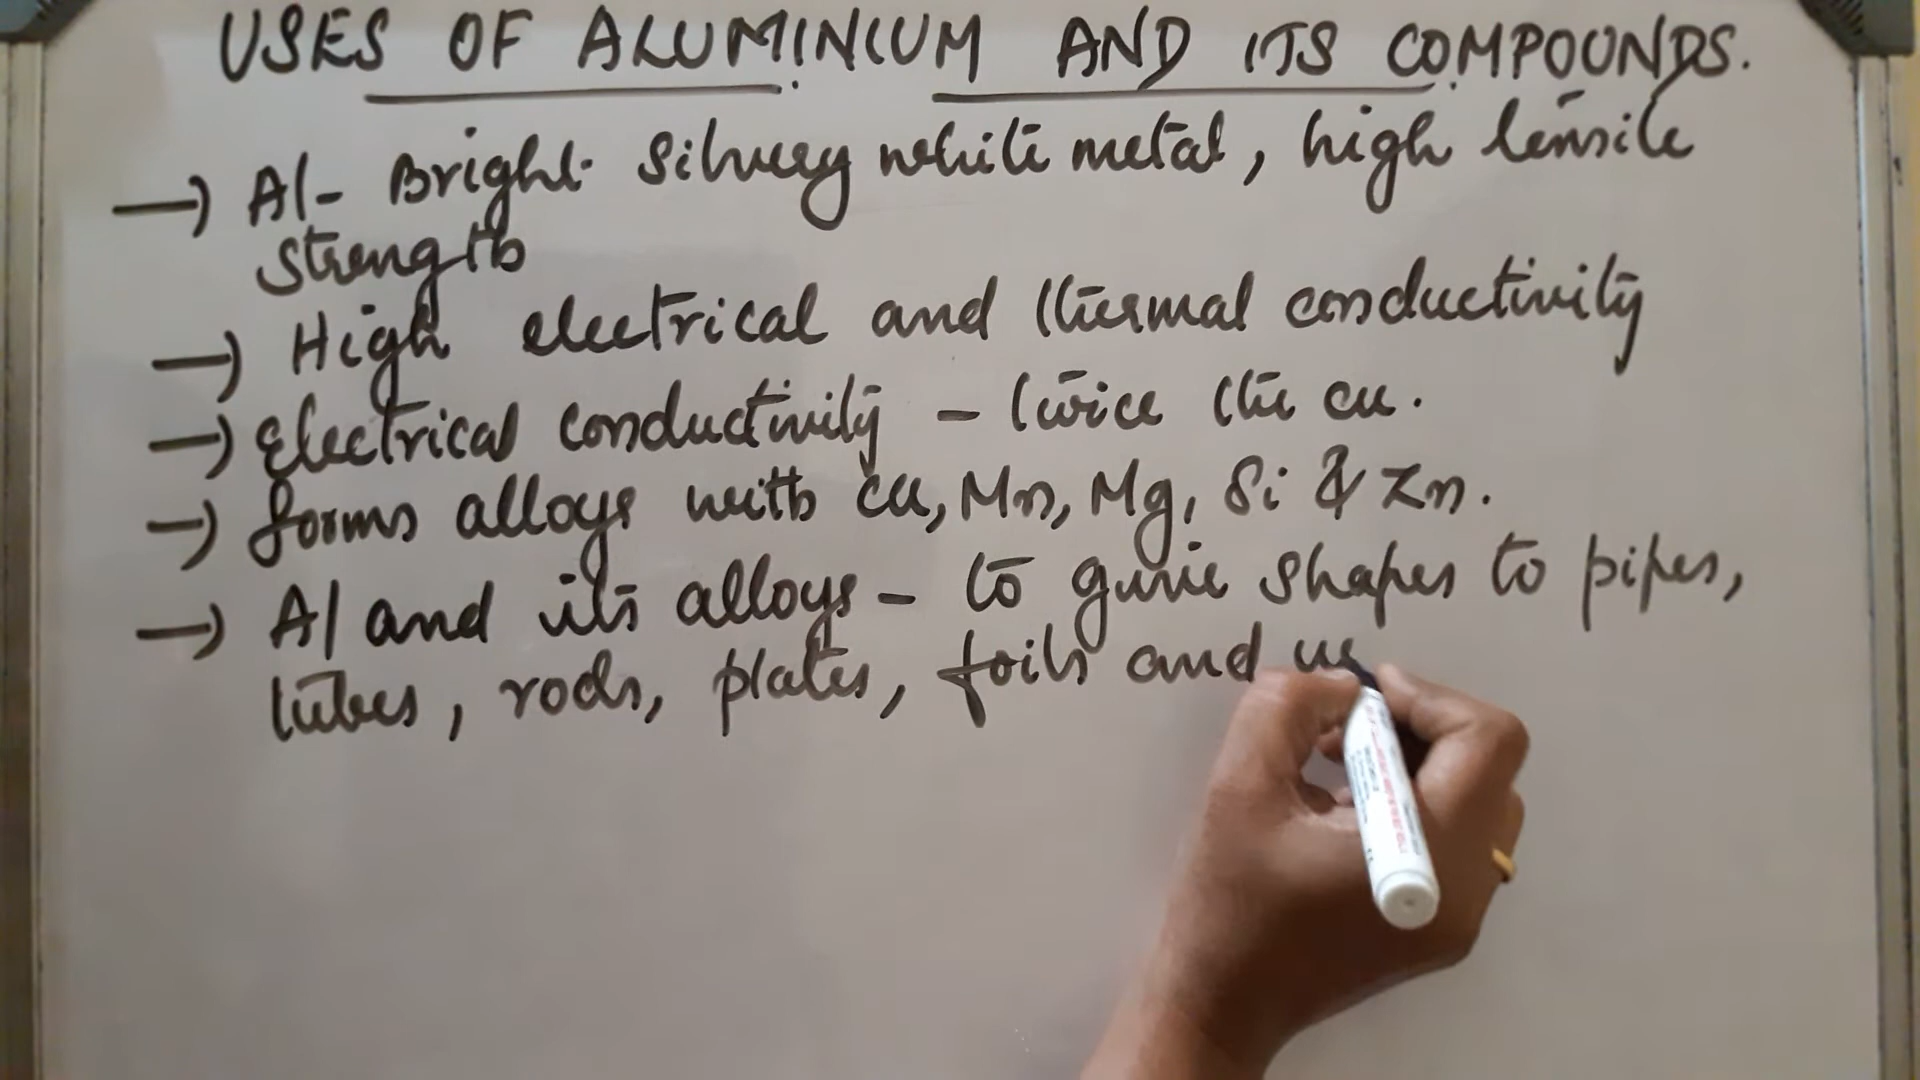 USES OF ALUMINIUM AND ITS COMPOUNDS.
→ Al - Bright silvery white metal, high tensile
strength
→ High electrical and thermal conductivity
→ Electrical conductivity - twice the cu.
→ forms alloys with cu, Mn, Mg, Si & Zn.
→ Al and its alloys - to give shapes to pipes,
tubes, rods, plates, foils and